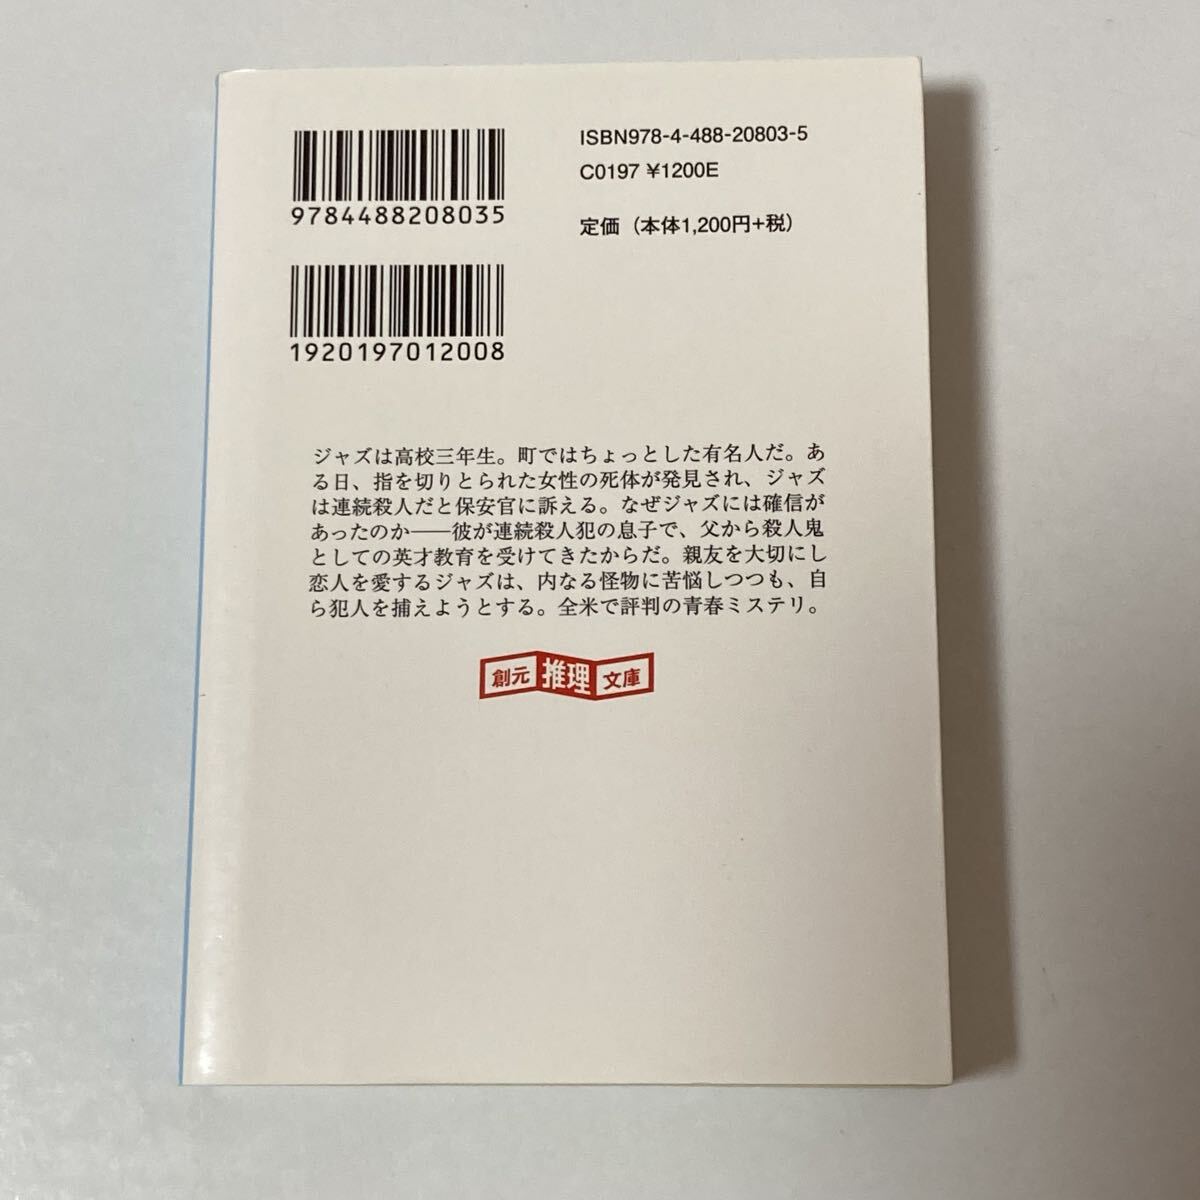 9784488208035
ISBN978-4-488-20803-5
C0197 ¥1200E
定価（本体1,200円+税）
1920197012008
ジャズは高校三年生。町ではちょっとした有名人だ。あ
る日、指を切りとられた女性の死体が発見され、ジャズ
は連続殺人だと保安官に訴える。なぜジャズには確信が
あったのか――彼が連続殺人犯の息子で、父から殺人鬼
としての英才教育を受けてきたからだ。親友を大切にし
恋人を愛するジャズは、内なる怪物に苦悩しつつも、自
ら犯人を捕えようとする。全米で評判の青春ミステリ。
創元推理文庫